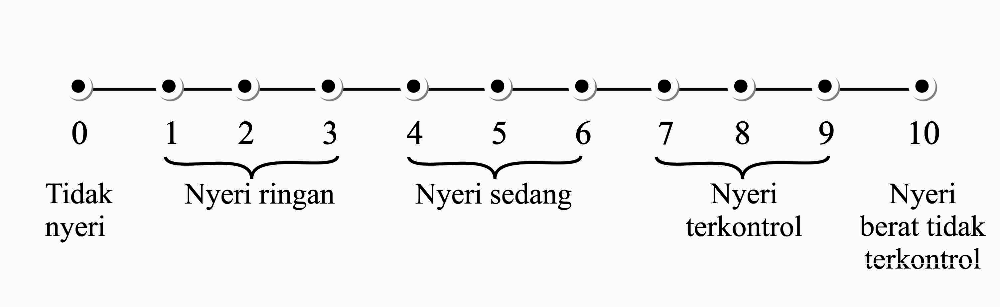 0 1 2 3 4 5 6 7 8 9 10
Tidak
nyeri
Nyeri ringan
Nyeri sedang
Nyeri
terkontrol
Nyeri
berat tidak
terkontrol